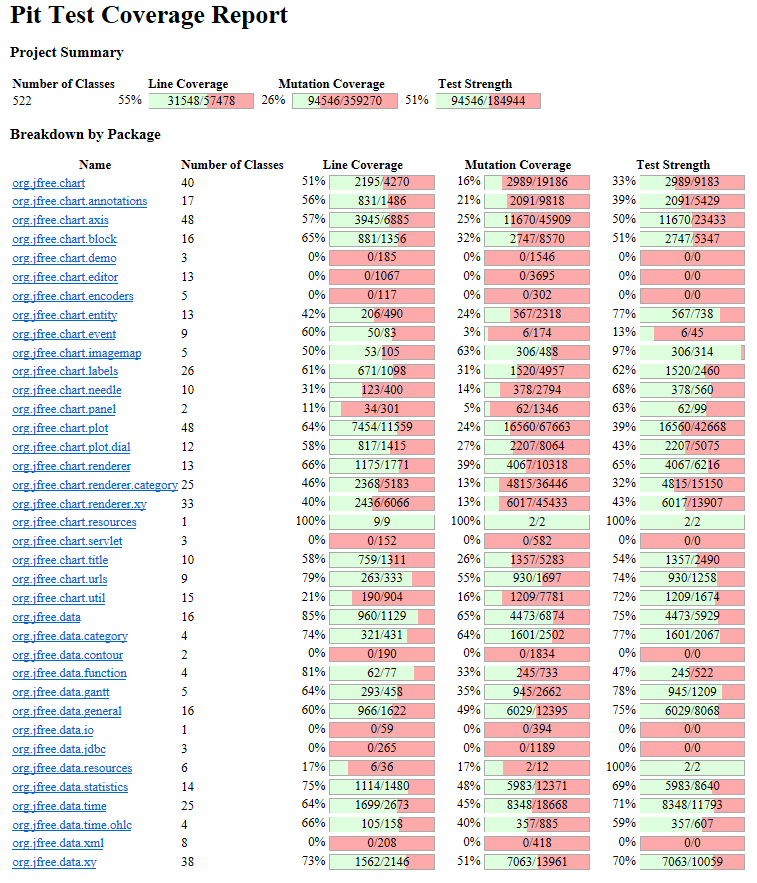 Pit Test Coverage Report
Project Summary
Number of Classes Line Coverage Mutation Coverage Test Strength
522 55% 31548/57478 26% 94546/359270 51% 94546/184944
Breakdown by Package
Name Number of Classes Line Coverage Mutation Coverage Test Strength
org.jfree.chart 40 51% 2195/4270 16% 2989/19186 33% 2989/9183
org.jfree.chart.annotations 17 56% 831/1486 21% 2091/9818 39% 2091/5429
org.jfree.chart.axis 48 57% 3945/6885 25% 11670/45909 50% 11670/23433
org.jfree.chart.block 16 65% 881/1356 32% 2747/8570 51% 2747/5347
org.jfree.chart.demo 3 0% 0/185 0% 0/1546 0% 0/0
org.jfree.chart.editor 13 0% 0/1067 0% 0/3695 0% 0/0
org.jfree.chart.encoders 5 0% 0/117 0% 0/302 0% 0/0
org.jfree.chart.entity 13 42% 206/490 24% 567/2318 77% 567/738
org.jfree.chart.event 9 60% 50/83 3% 6/174 13% 6/45
org.jfree.chart.imagemap 5 50% 53/105 63% 306/488 97% 306/314
org.jfree.chart.labels 26 61% 671/1098 31% 1520/4957 62% 1520/2460
org.jfree.chart.needle 10 31% 123/400 14% 378/2794 68% 378/560
org.jfree.chart.panel 2 11% 34/301 5% 62/1346 63% 62/99
org.jfree.chart.plot 48 64% 7454/11559 24% 16560/67663 39% 16560/42668
org.jfree.chart.plot.dial 12 58% 817/1415 27% 2207/8064 43% 2207/5075
org.jfree.chart.renderer 13 66% 1175/1771 39% 4067/10318 65% 4067/6216
org.jfree.chart.renderer.category 25 46% 2368/5183 13% 4815/36446 32% 4815/15150
org.jfree.chart.renderer.xy 33 40% 2436/6066 13% 6017/45433 43% 6017/13907
org.jfree.chart.resources 1 100% 9/9 100% 2/2 100% 2/2
org.jfree.chart.servlet 3 0% 0/152 0% 0/582 0% 0/0
org.jfree.chart.title 10 58% 759/1311 26% 1357/5283 54% 1357/2490
org.jfree.chart.urls 9 79% 263/333 55% 930/1697 74% 930/1258
org.jfree.chart.util 15 21% 190/904 16% 1209/7781 72% 1209/1674
org.jfree.data 16 85% 960/1129 65% 4473/6874 75% 4473/5929
org.jfree.data.category 4 74% 321/431 64% 1601/2502 77% 1601/2067
org.jfree.data.contour 2 0% 0/190 0% 0/1834 0% 0/0
org.jfree.data.function 4 81% 62/77 33% 245/733 47% 245/522
org.jfree.data.gantt 5 64% 293/458 35% 945/2662 78% 945/1209
org.jfree.data.general 16 60% 966/1622 49% 6029/12395 75% 6029/8068
org.jfree.data.io 1 0% 0/59 0% 0/394 0% 0/0
org.jfree.data.jdbc 3 0% 0/265 0% 0/1189 0% 0/0
org.jfree.data.resources 6 17% 6/36 17% 2/12 100% 2/2
org.jfree.data.statistics 14 75% 1114/1480 48% 5983/12371 69% 5983/8640
org.jfree.data.time 25 64% 1699/2673 45% 8348/18668 71% 8348/11793
org.jfree.data.time.ohlc 4 66% 105/158 40% 357/885 59% 357/607
org.jfree.data.xml 8 0% 0/208 0% 0/418 0% 0/0
org.jfree.data.xy 38 73% 1562/2146 51% 7063/13961 70% 7063/10059